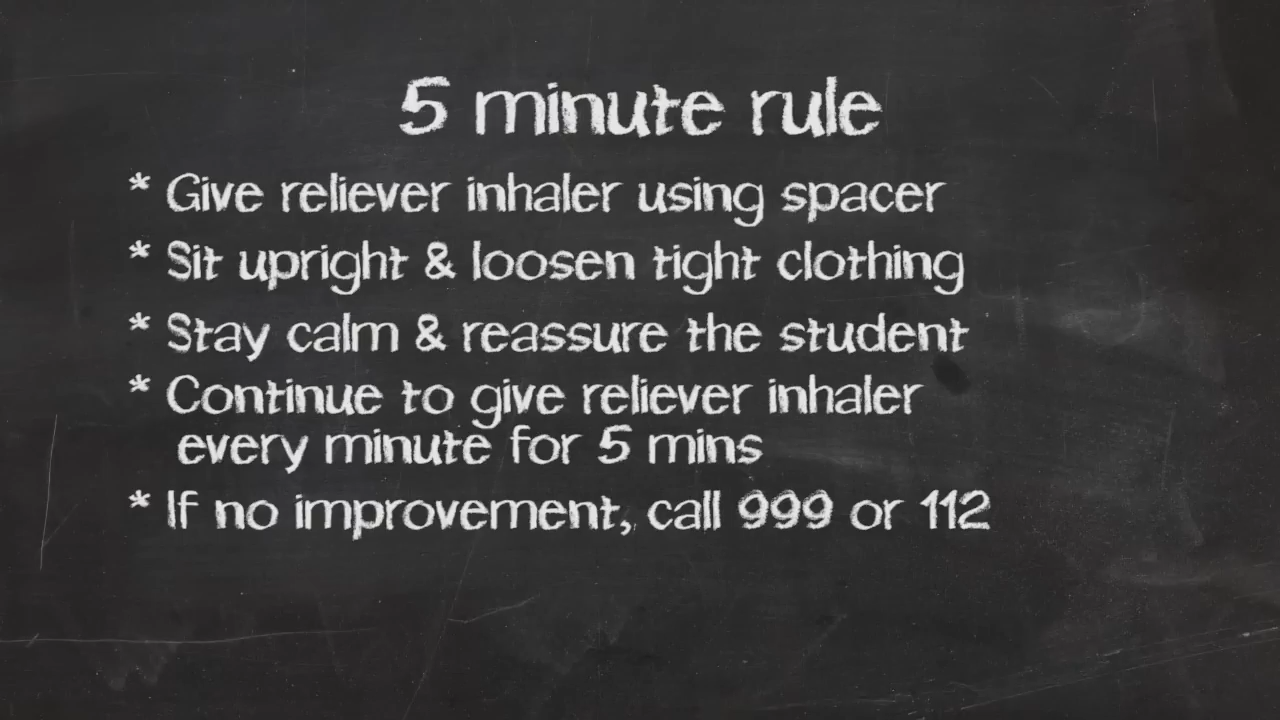 5 minute rule
* Give reliever inhaler using spacer
* Sit upright & loosen tight clothing
* Stay calm & reassure the student
* Continue to give reliever inhaler
every minute for 5 mins
* If no improvement, call 999 or 112